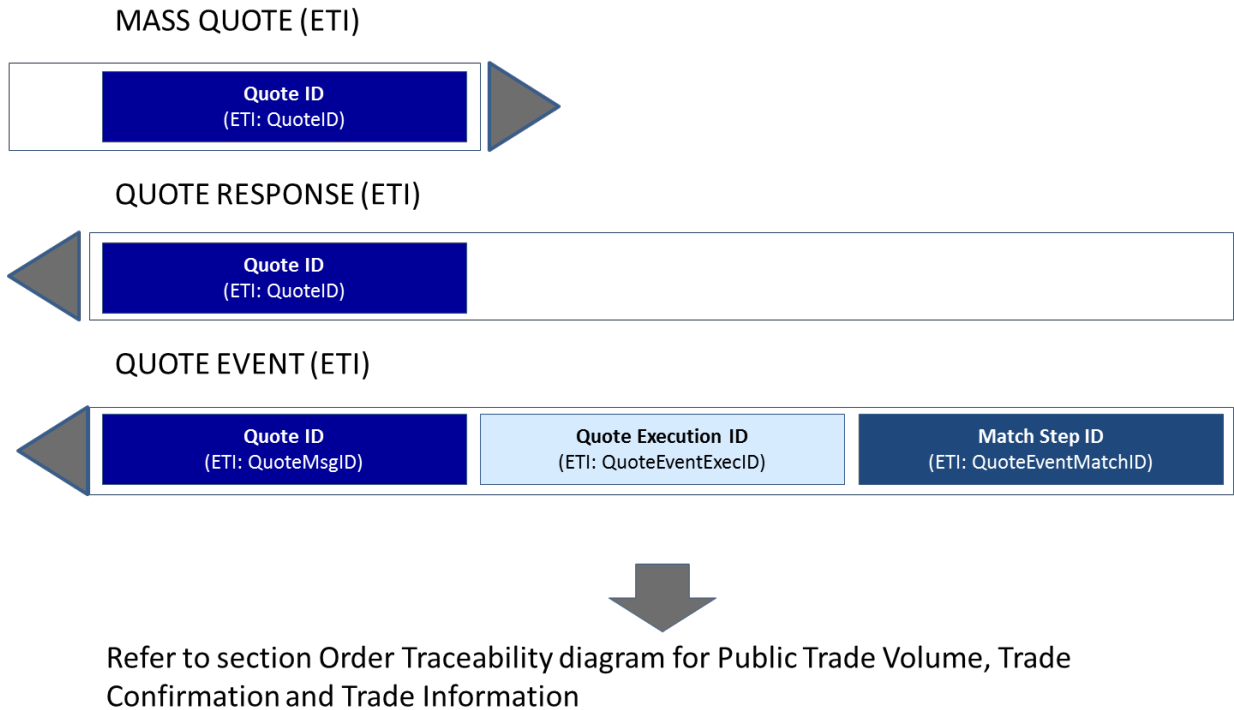 MASS QUOTE (ETI)
Quote ID
(ETI: QuoteID)
QUOTE RESPONSE (ETI)
Quote ID
(ETI: QuoteID)
QUOTE EVENT (ETI)
Quote ID
(ETI: QuoteMsgID)
Quote Execution ID
(ETI: QuoteEventExecID)
Match Step ID
(ETI: QuoteEventMatchID)
Refer to section Order Traceability diagram for Public Trade Volume, Trade
Confirmation and Trade Information